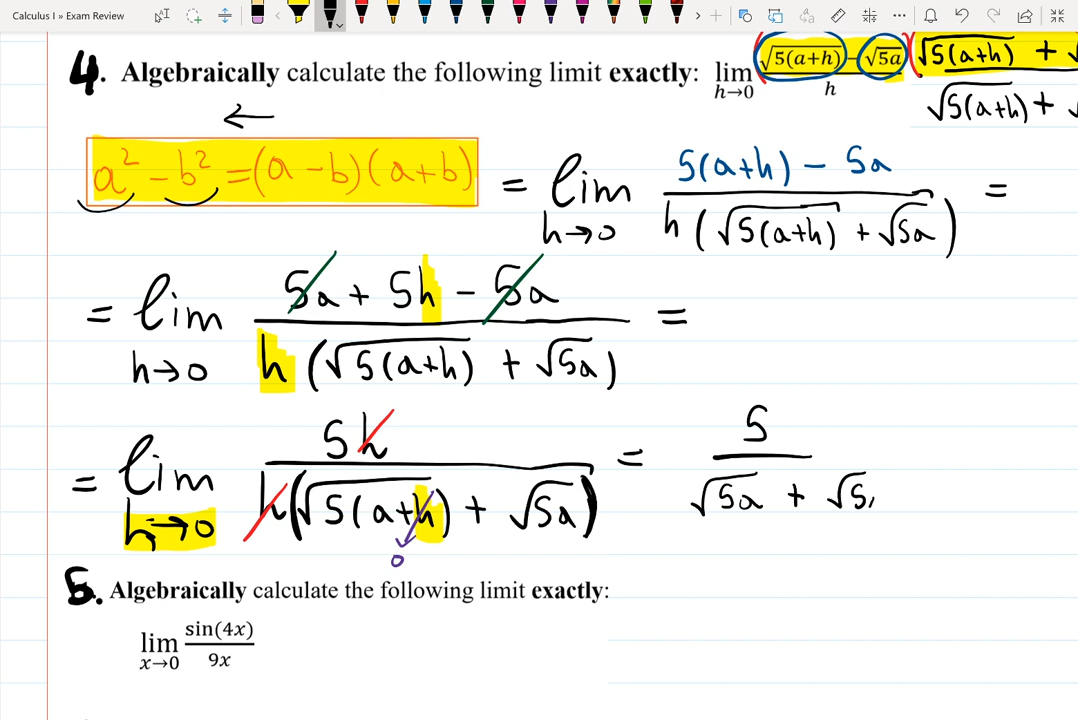 Calculus I » Exam Review
4. Algebraically calculate the following limit exactly: lim h→0 (√5(a+h) − √5a)/h (√5(a+h) + √
√5(a+h) + √
←
a² − b² = (a − b)(a + b) = lim h→0 (5(a+h) − 5a)/(h(√5(a+h) + √5a)) =
= lim h→0 (5a + 5h − 5a)/(h(√5(a+h) + √5a)) =
= lim h→0 5h/(h(√5(a+h) + √5a)) = 5/(√5a + √5
0
5. Algebraically calculate the following limit exactly:
lim x→0 sin(4x)/9x